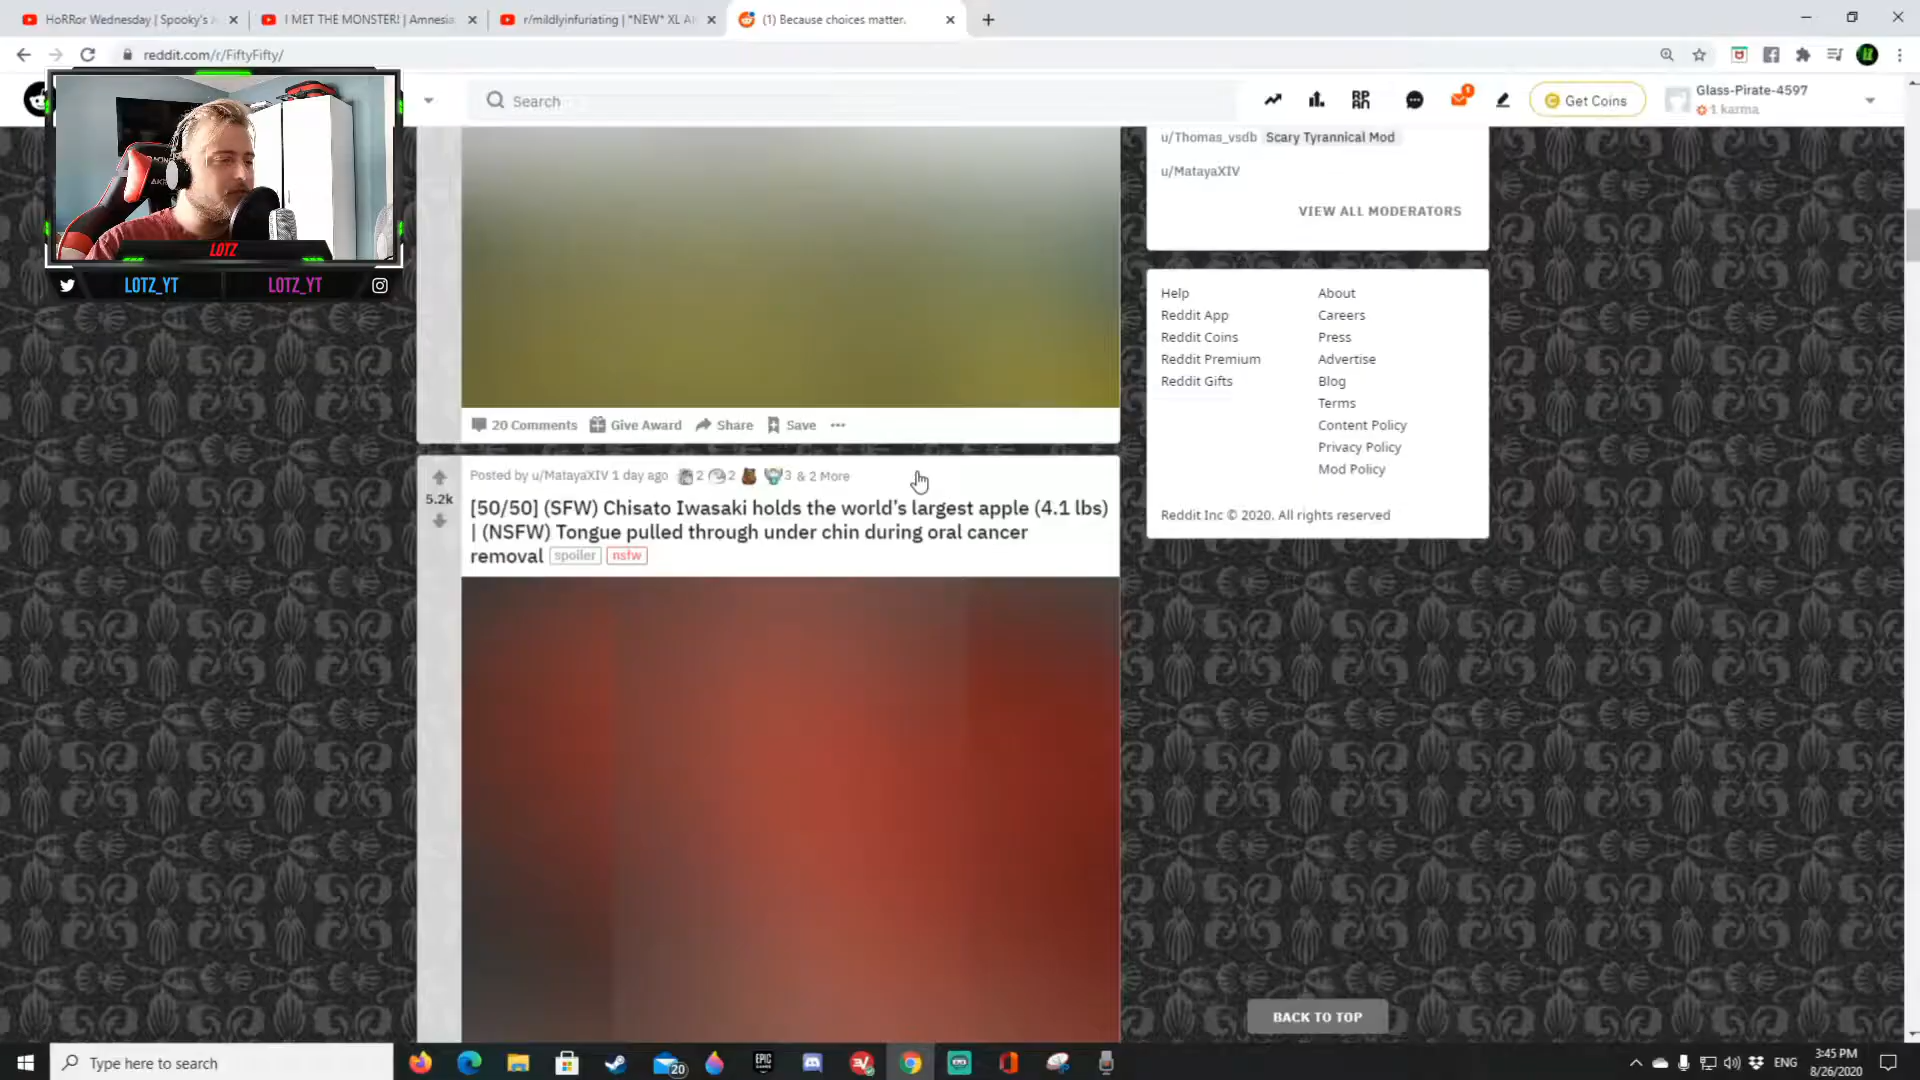 HoRRor Wednesday | Spooky's
I MET THE MONSTER! | Amnesia
r/mildlyinfuriating | *NEW* XL
(1) Because choices matter.
reddit.com/r/FiftyFifty/
Search
Get Coins
Glass-Pirate-4597
1 karma
LOTZ
LOTZ_YT
LOTZ_YT
u/Thomas_vsdb Scary Tyrannical Mod
u/MatayaXIV
VIEW ALL MODERATORS
Help
About
Reddit App
Careers
Reddit Coins
Press
Reddit Premium
Advertise
Reddit Gifts
Blog
Terms
Content Policy
Privacy Policy
Mod Policy
Reddit Inc © 2020. All rights reserved
20 Comments Give Award Share Save
Posted by u/MatayaXIV 1 day ago 2 2 3 & 2 More
5.2k
[50/50] (SFW) Chisato Iwasaki holds the world's largest apple (4.1 lbs)
| (NSFW) Tongue pulled through under chin during oral cancer
removal spoiler nsfw
BACK TO TOP
Type here to search
20
EPIC
ENG
3:45 PM
8/26/2020